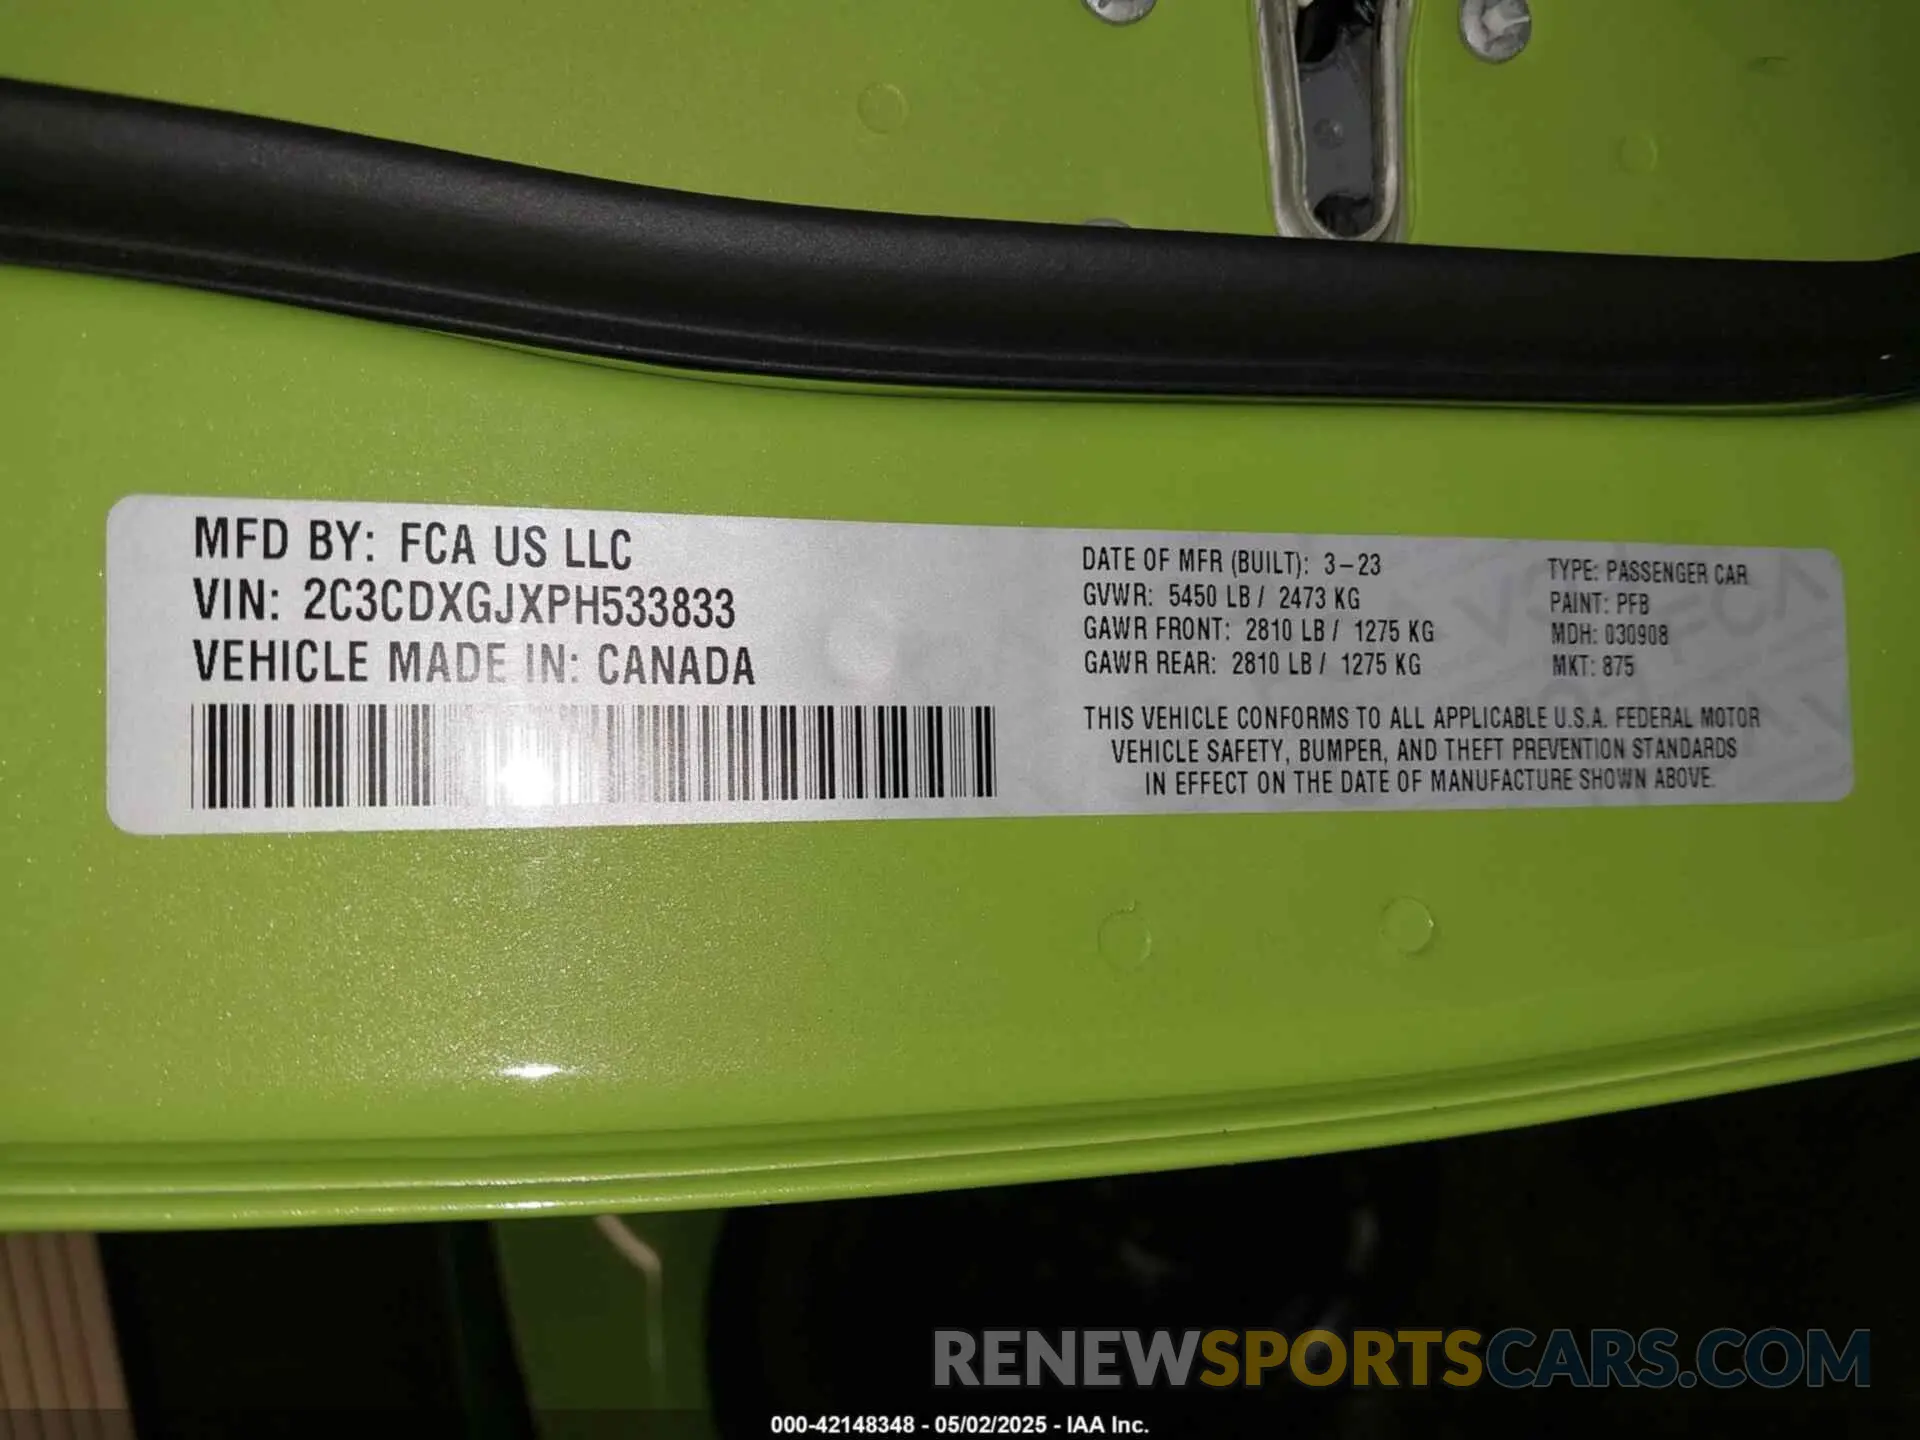 MFD BY: FCA US LLC
VIN: 2C3CDXGJXPH533833
VEHICLE MADE IN: CANADA
DATE OF MFR (BUILT): 3-23
GVWR: 5450 LB / 2473 KG
GAWR FRONT: 2810 LB / 1275 KG
GAWR REAR: 2810 LB / 1275 KG
TYPE: PASSENGER CAR
PAINT: PFB
MDH: 030908
MKT: 875
THIS VEHICLE CONFORMS TO ALL APPLICABLE U.S.A. FEDERAL MOTOR
VEHICLE SAFETY, BUMPER, AND THEFT PREVENTION STANDARDS
IN EFFECT ON THE DATE OF MANUFACTURE SHOWN ABOVE.
RENEWSPORTSCARS.COM
000-42148348 - 05/02/2025 - IAA Inc.